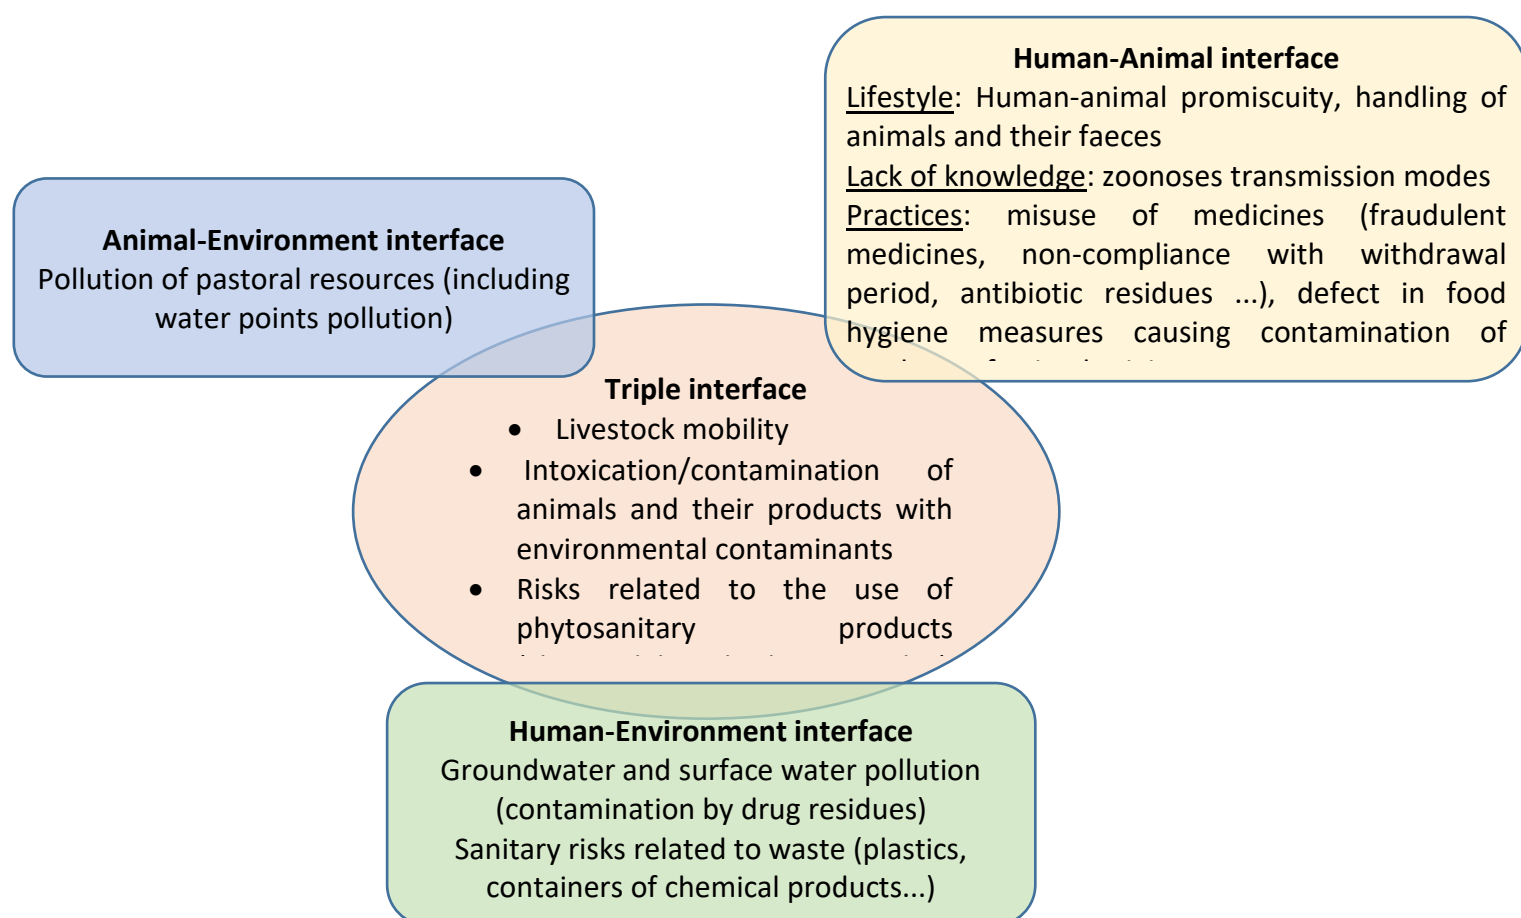 Human-Animal interface
Lifestyle: Human-animal promiscuity, handling of
animals and their faeces
Lack of knowledge: zoonoses transmission modes
Practices: misuse of medicines (fraudulent
medicines, non-compliance with withdrawal
period, antibiotic residues ...), defect in food
hygiene measures causing contamination of
Animal-Environment interface
Pollution of pastoral resources (including
water points pollution)
Triple interface
• Livestock mobility
• Intoxication/contamination of
animals and their products with
environmental contaminants
• Risks related to the use of
phytosanitary products
Human-Environment interface
Groundwater and surface water pollution
(contamination by drug residues)
Sanitary risks related to waste (plastics,
containers of chemical products...)